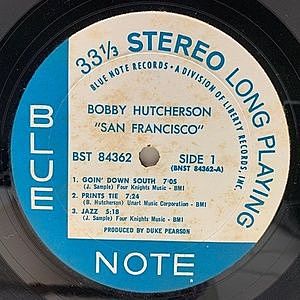 33⅓ STEREO LONG PLAYING
BLUE NOTE RECORDS • A DIVISION OF LIBERTY RECORDS, INC.
BOBBY HUTCHERSON
"SAN FRANCISCO"
BST 84362 SIDE 1
(BNST 84362-A)
1. GOIN' DOWN SOUTH 7:05
(J. Sample) Four Knights Music - BMI
2. PRINTS TIE 7:24
(B. Hutcherson) Unart Music Corporation - BMI
3. JAZZ 5:18
(J. Sample) Four Knights Music - BMI
PRODUCED BY DUKE PEARSON
BLUE
NOTE